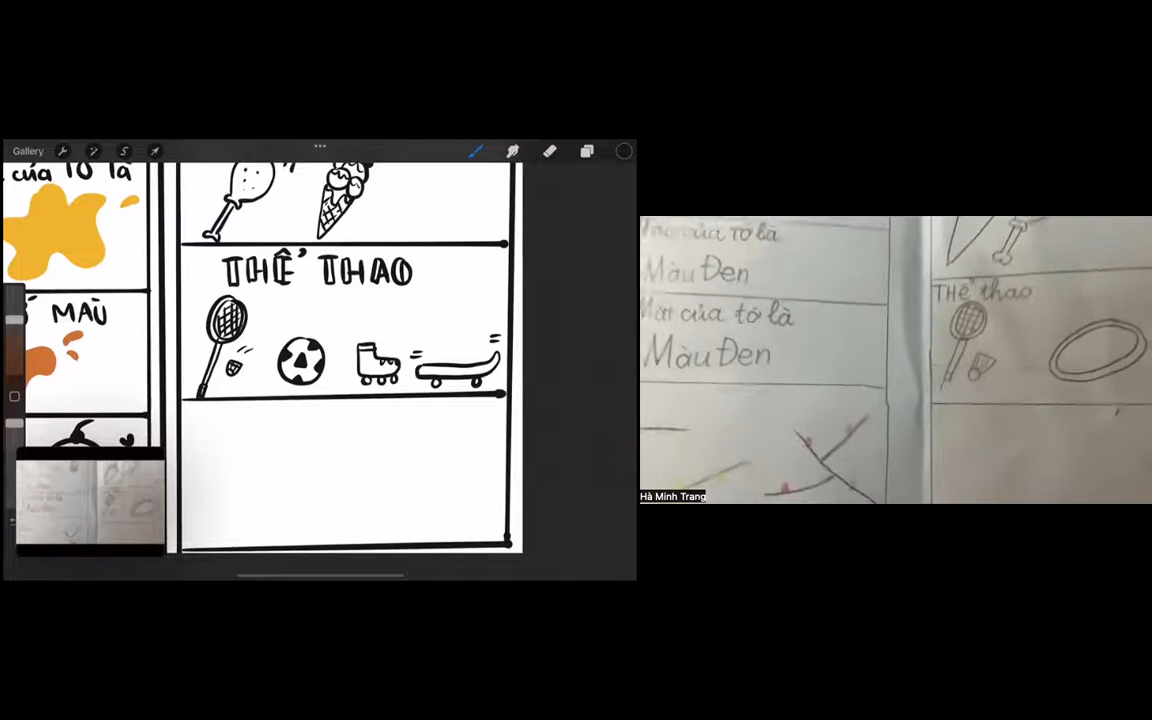 Gallery
của TỚ là
MÀU
THỂ THAO
của tớ là
Màu Đen
Mắt của tớ là
Màu Đen
THể thao
Hà Minh Trang